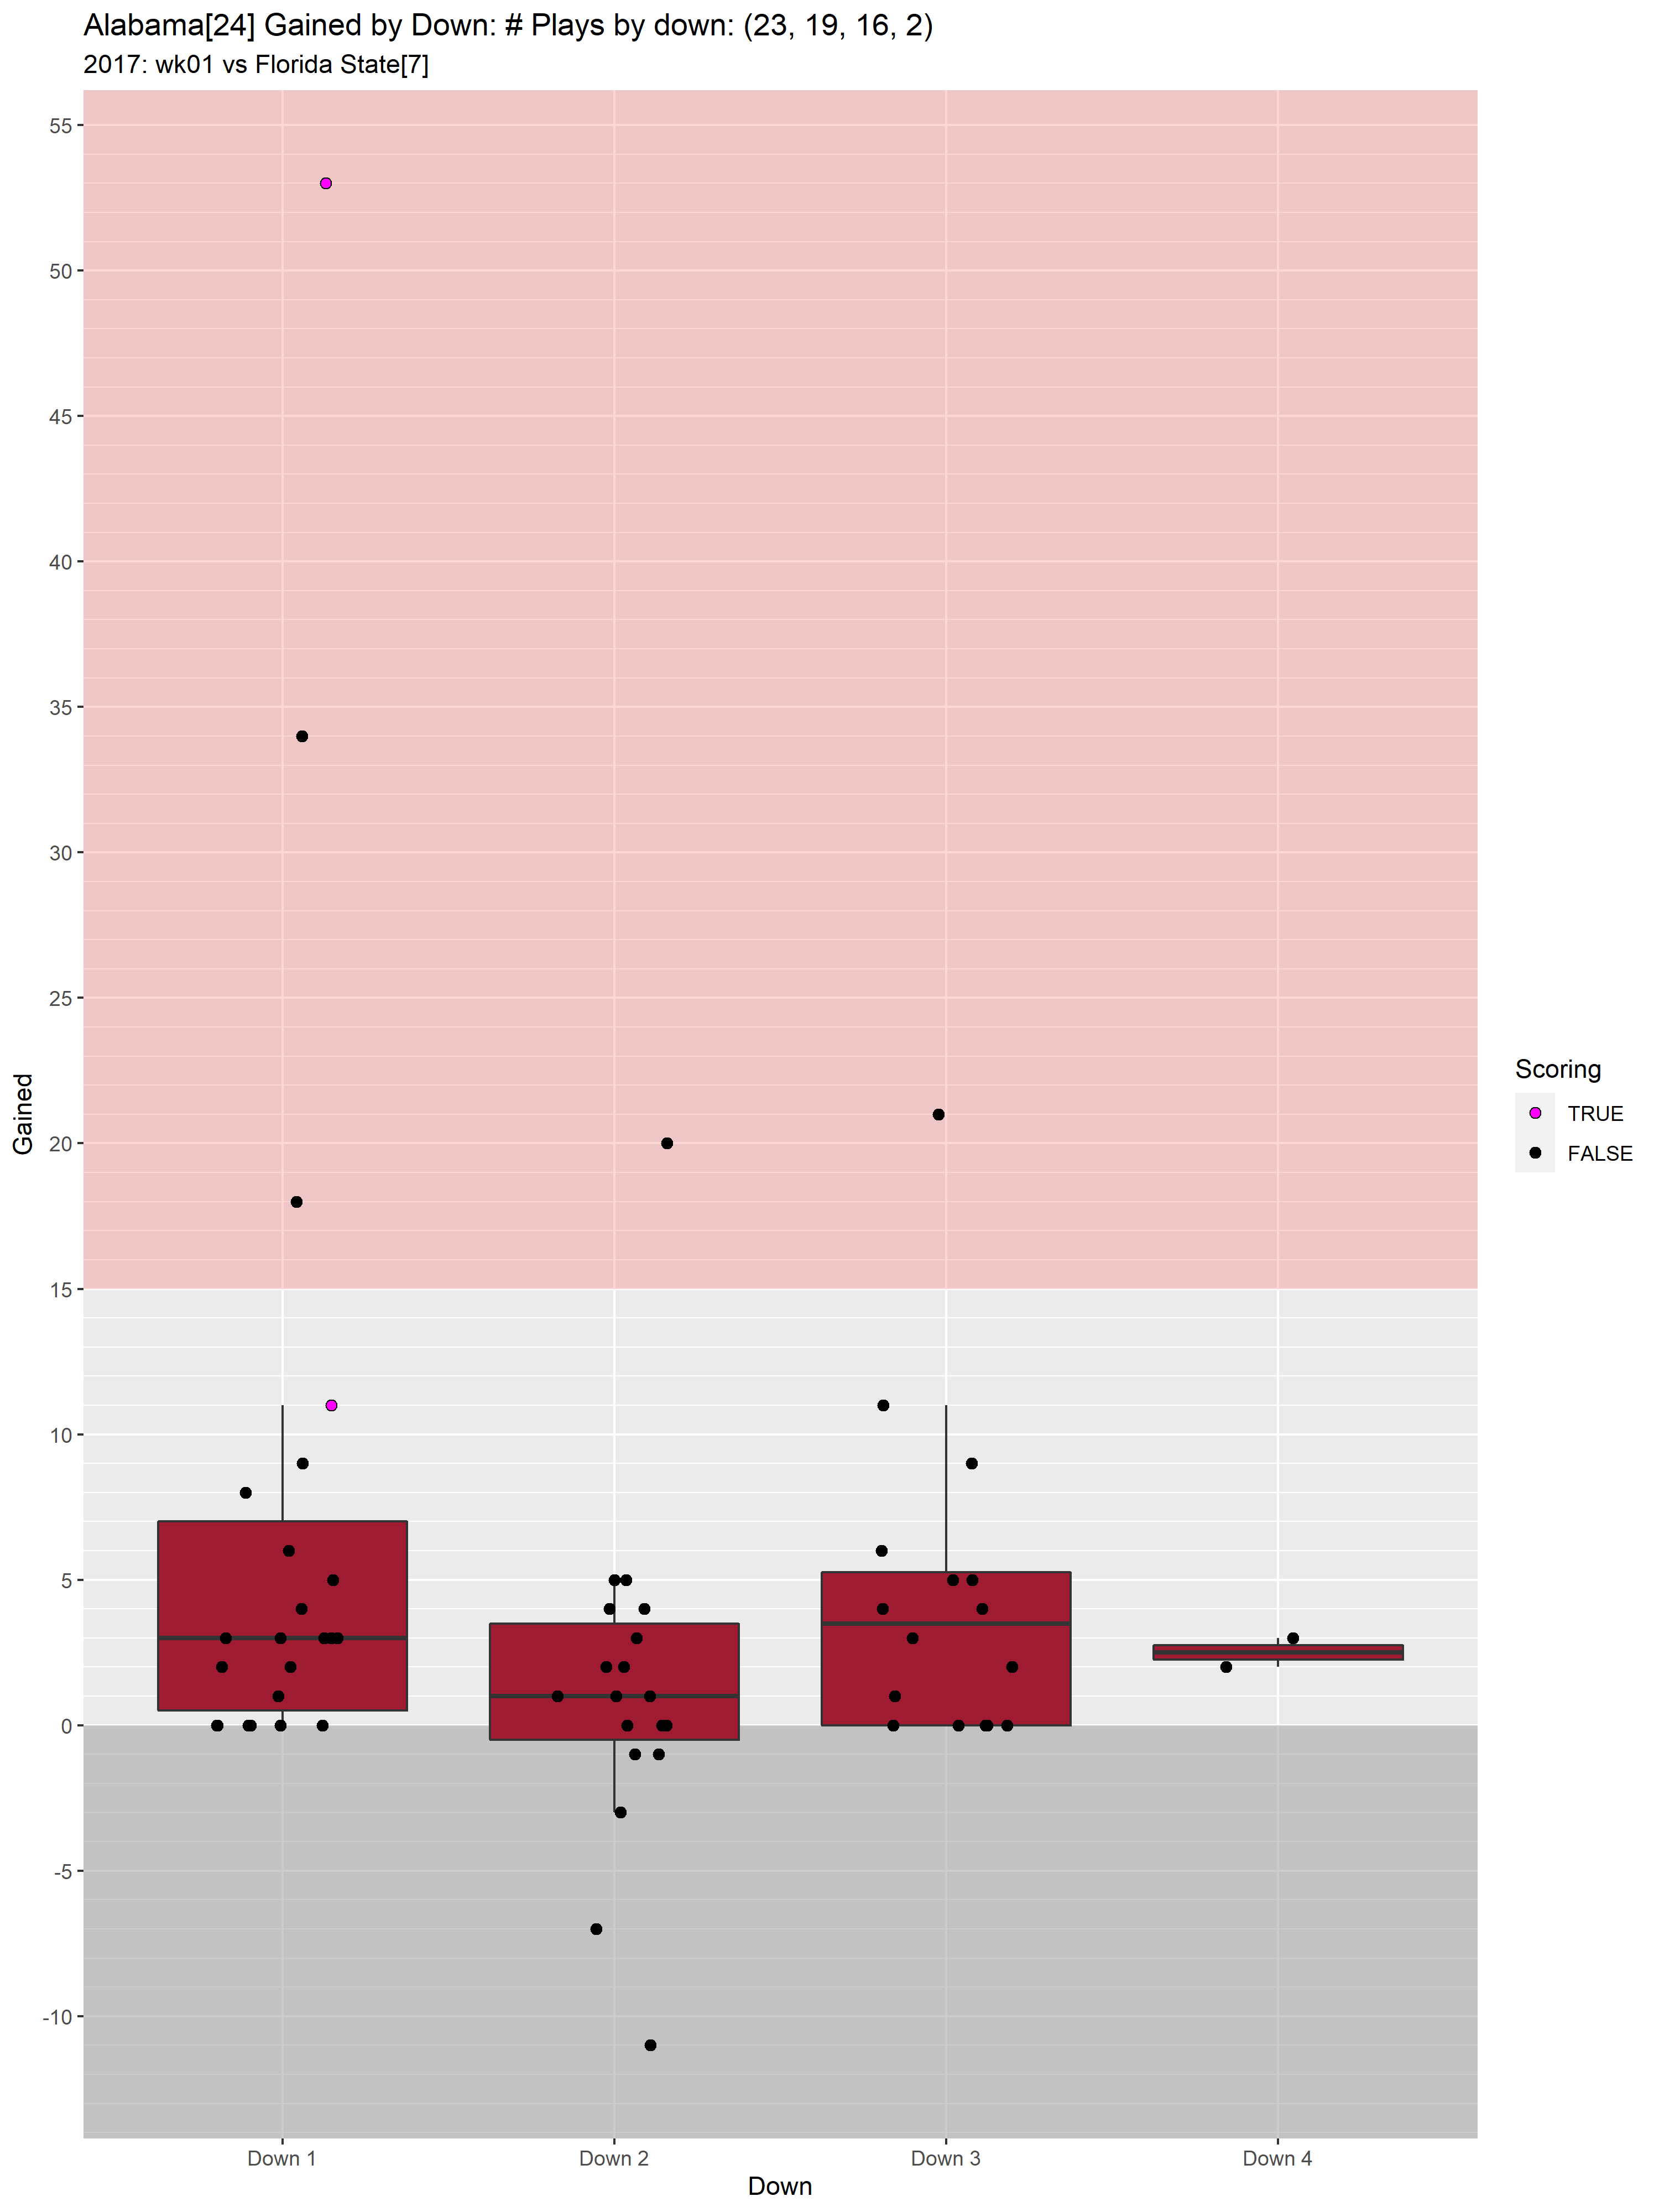 Alabama[24] Gained by Down: # Plays by down: (23, 19, 16, 2)
2017: wk01 vs Florida State[7]
55
50
45
40
35
30
25
20
15
10
5
0
-5
-10
Gained
Down 1
Down 2
Down 3
Down 4
Down
Scoring
TRUE
FALSE